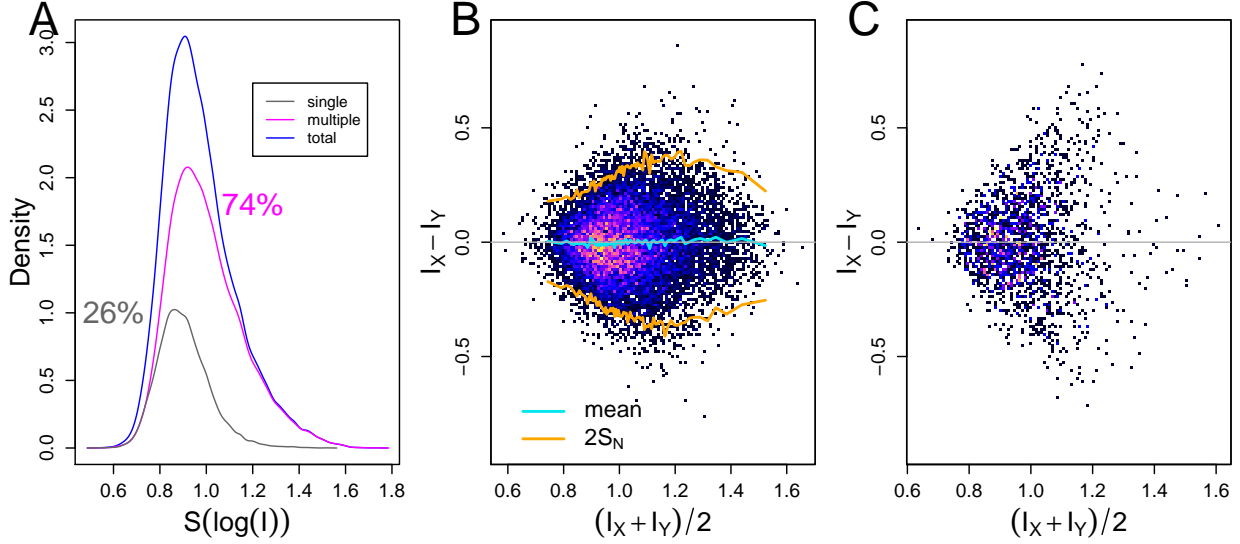 A
Density
0.0 0.5 1.0 1.5 2.0 2.5 3.0
single
multiple
total
74%
26%
0.6 0.8 1.0 1.2 1.4 1.6 1.8
S(log(I))
B
I_X − I_Y
−0.5 0.0 0.5
mean
2S_N
0.6 0.8 1.0 1.2 1.4 1.6
(I_X + I_Y)/2
C
I_X − I_Y
−0.5 0.0 0.5
0.6 0.8 1.0 1.2 1.4 1.6
(I_X + I_Y)/2